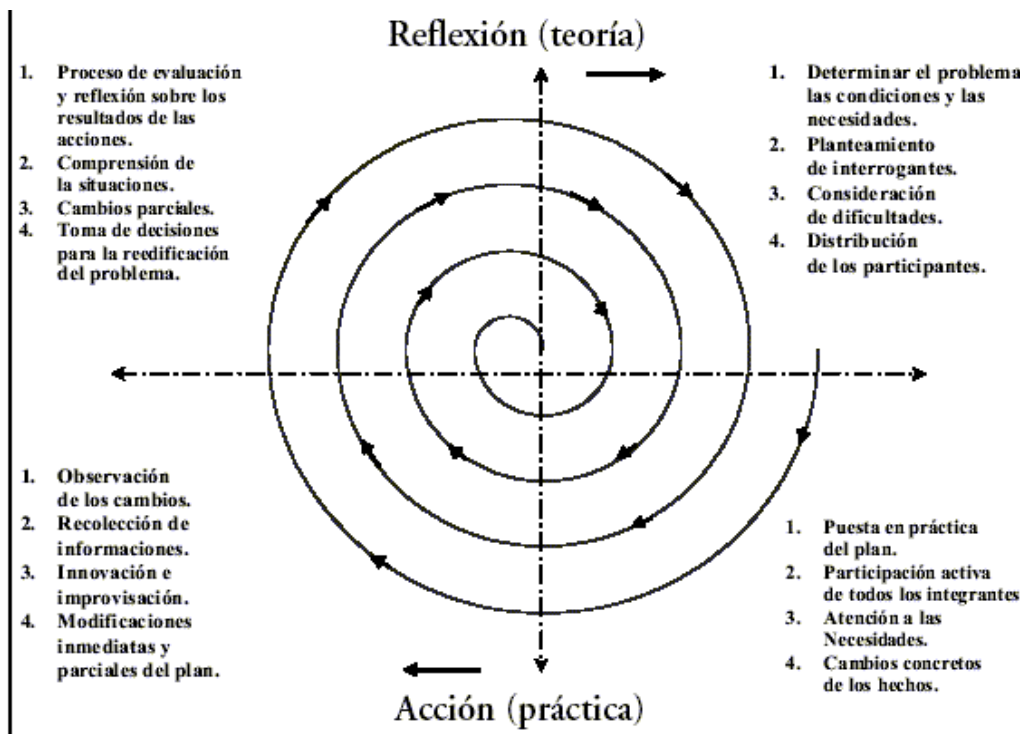 Reflexión (teoría)
1. Proceso de evaluación
y reflexión sobre los
resultados de las
acciones.
2. Comprensión de
la situaciones.
3. Cambios parciales.
4. Toma de decisiones
para la reedificación
del problema.
1. Determinar el problema
las condiciones y las
necesidades.
2. Planteamiento
de interrogantes.
3. Consideración
de dificultades.
4. Distribución
de los participantes.
1. Observación
de los cambios.
2. Recolección de
informaciones.
3. Innovación e
improvisación.
4. Modificaciones
inmediatas y
parciales del plan.
1. Puesta en práctica
del plan.
2. Participación activa
de todos los integrantes
3. Atención a las
Necesidades.
4. Cambios concretos
de los hechos.
Acción (práctica)